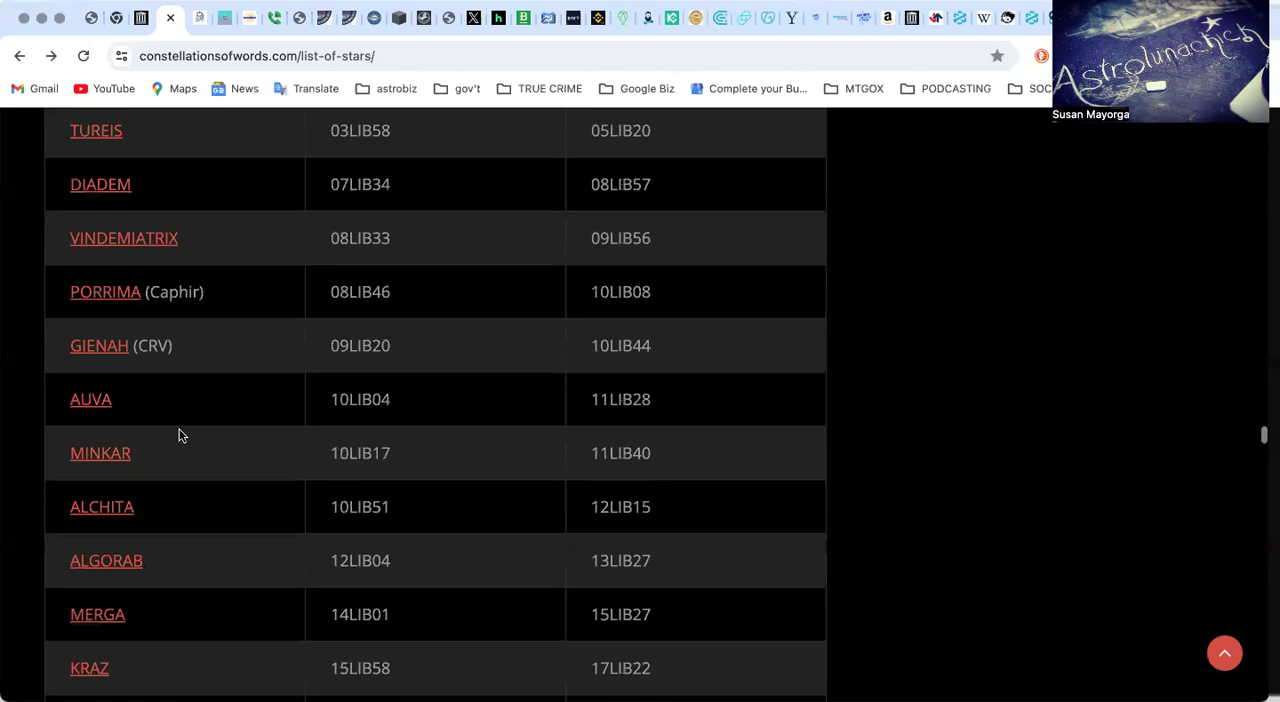 constellationsofwords.com/list-of-stars/
Gmail YouTube Maps News Translate astrobiz gov't TRUE CRIME Google Biz Complete your Bu... MTGOX PODCASTING SOC
Astrolunachick
Susan Mayorga
TUREIS 03LIB58 05LIB20
DIADEM 07LIB34 08LIB57
VINDEMIATRIX 08LIB33 09LIB56
PORRIMA (Caphir) 08LIB46 10LIB08
GIENAH (CRV) 09LIB20 10LIB44
AUVA 10LIB04 11LIB28
MINKAR 10LIB17 11LIB40
ALCHITA 10LIB51 12LIB15
ALGORAB 12LIB04 13LIB27
MERGA 14LIB01 15LIB27
KRAZ 15LIB58 17LIB22